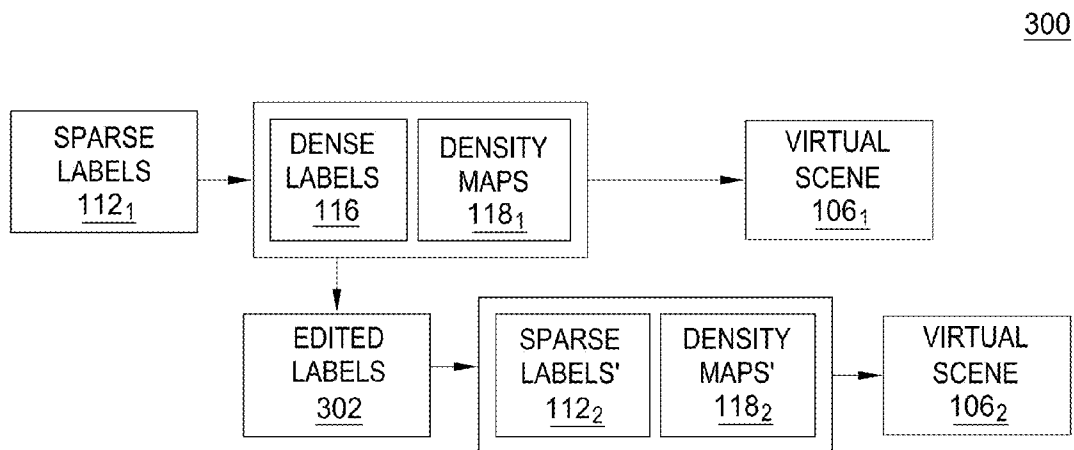 300
SPARSE
LABELS
112₁
DENSE
LABELS
116
DENSITY
MAPS
118₁
VIRTUAL
SCENE
106₁
EDITED
LABELS
302
SPARSE
LABELS'
112₂
DENSITY
MAPS'
118₂
VIRTUAL
SCENE
106₂